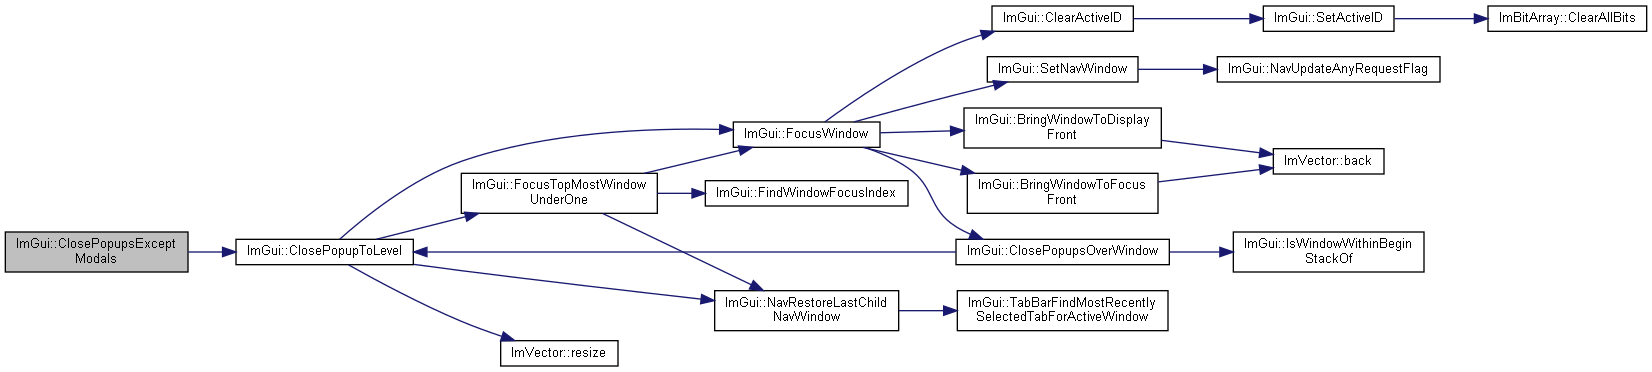 ImGui::ClearActiveID
ImGui::SetActiveID
ImBitArray::ClearAllBits
ImGui::SetNavWindow
ImGui::NavUpdateAnyRequestFlag
ImGui::BringWindowToDisplay
Front
ImGui::FocusWindow
ImVector::back
ImGui::FocusTopMostWindow
UnderOne
ImGui::FindWindowFocusIndex
ImGui::BringWindowToFocus
Front
ImGui::ClosePopupsExcept
Modals
ImGui::ClosePopupToLevel
ImGui::ClosePopupsOverWindow
ImGui::IsWindowWithinBegin
StackOf
ImGui::NavRestoreLastChild
NavWindow
ImGui::TabBarFindMostRecently
SelectedTabForActiveWindow
ImVector::resize